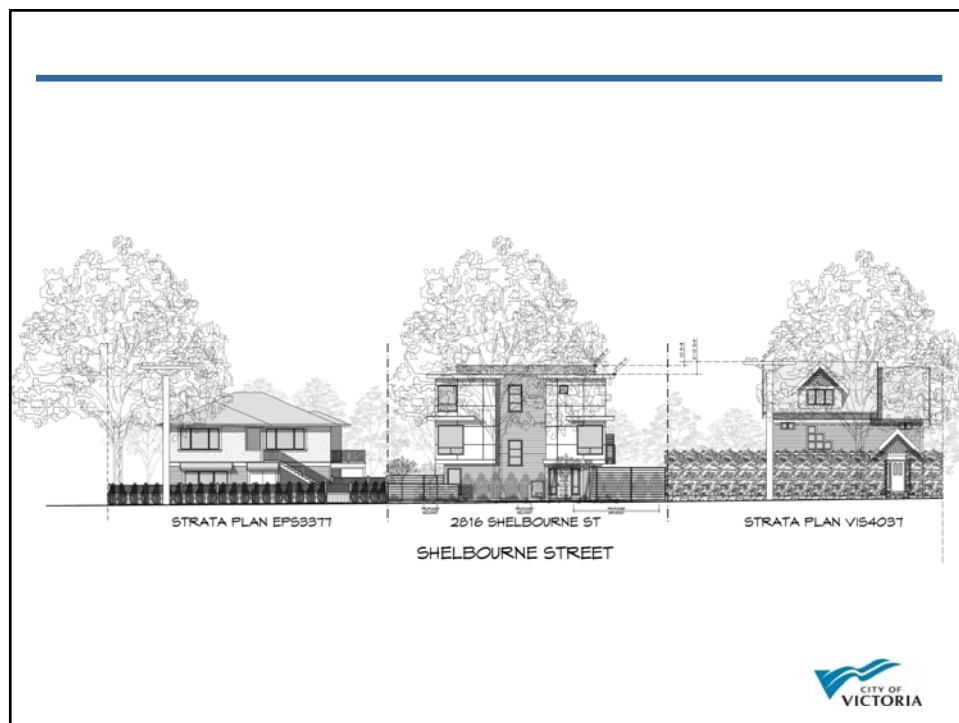 STRATA PLAN EPS3377
2816 SHELBOURNE ST
STRATA PLAN VIS4037
SHELBOURNE STREET
CITY OF
VICTORIA